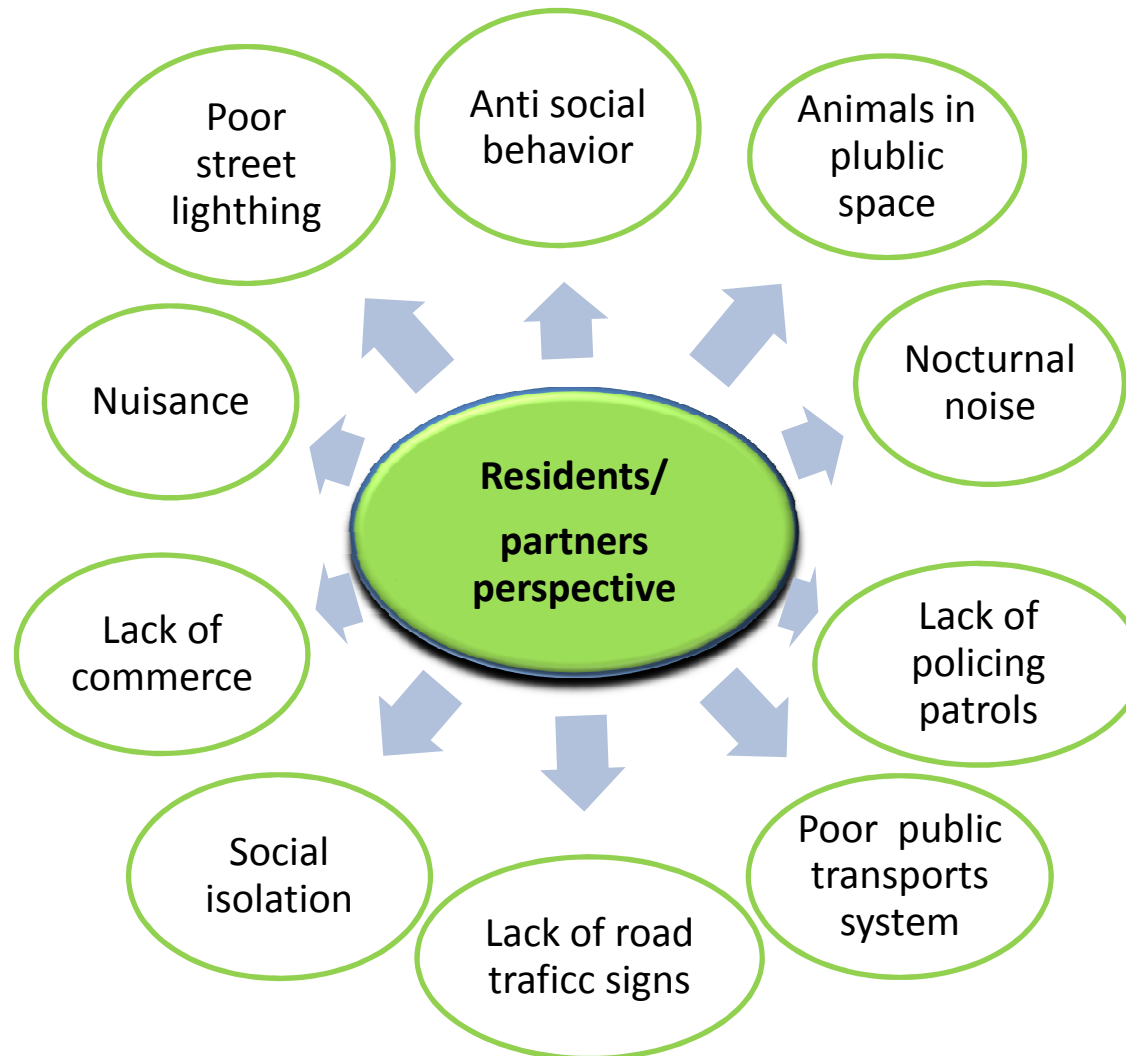 Poor
street
lighthing
Anti social
behavior
Animals in
plublic
space
Nuisance
Nocturnal
noise
Residents/
partners
perspective
Lack of
commerce
Lack of
policing
patrols
Social
isolation
Lack of road
traficc signs
Poor  public
transports
system